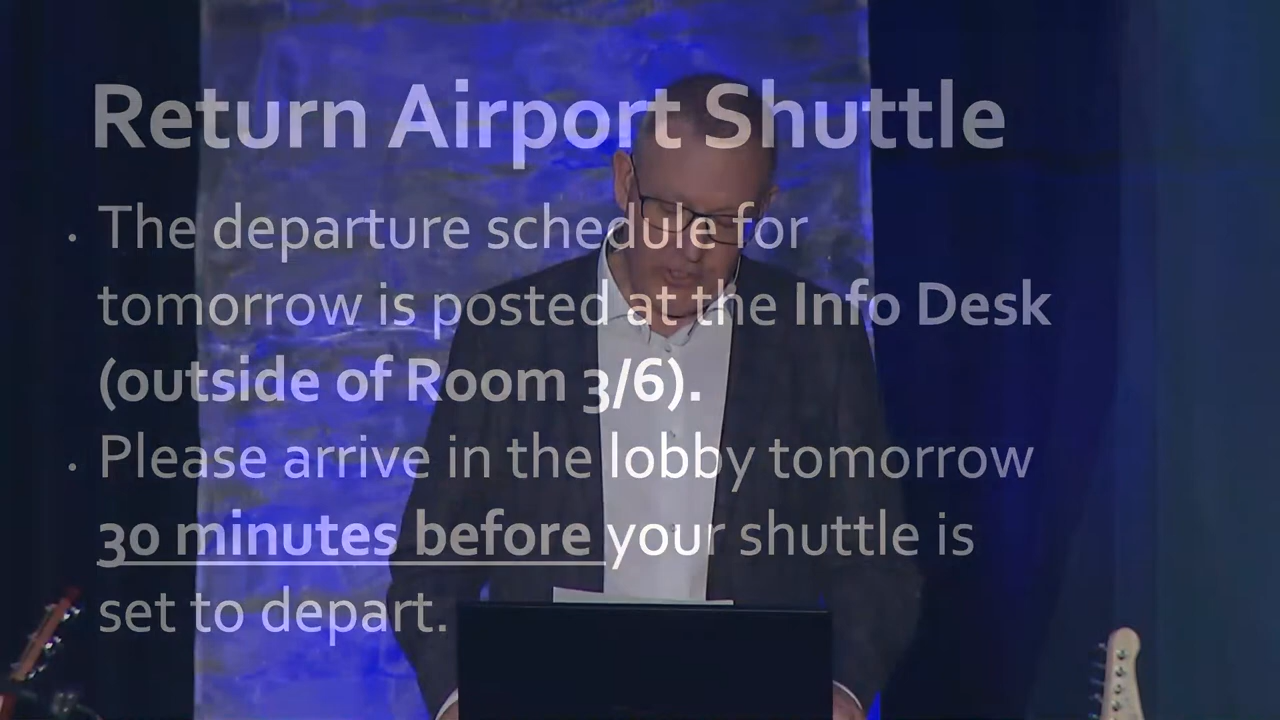 Return Airport Shuttle
• The departure schedule for
tomorrow is posted at the Info Desk
(outside of Room 3/6).
• Please arrive in the lobby tomorrow
30 minutes before your shuttle is
set to depart.